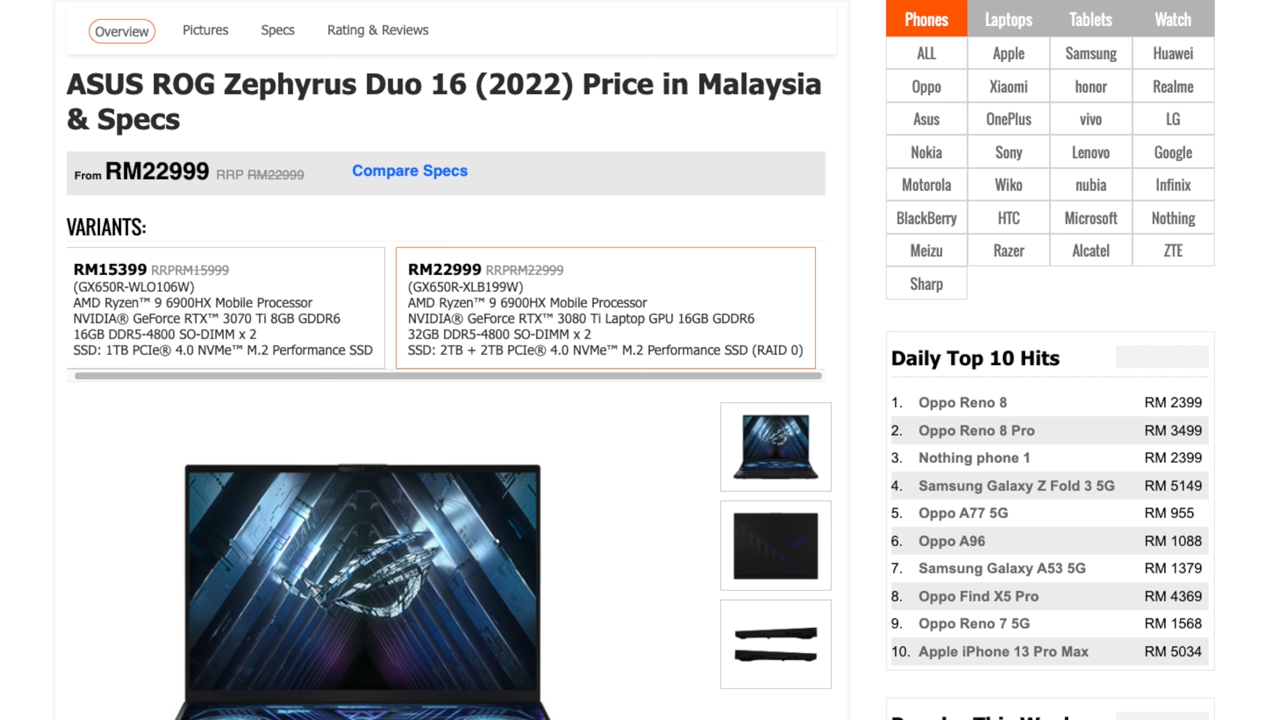 Overview
Pictures
Specs
Rating & Reviews
ASUS ROG Zephyrus Duo 16 (2022) Price in Malaysia
& Specs
From RM22999 RRP RM22999
Compare Specs
VARIANTS:
RM15399 RRPRM15999
(GX650R-WLO106W)
AMD Ryzen™ 9 6900HX Mobile Processor
NVIDIA® GeForce RTX™ 3070 Ti 8GB GDDR6
16GB DDR5-4800 SO-DIMM x 2
SSD: 1TB PCIe® 4.0 NVMe™ M.2 Performance SSD
RM22999 RRPRM22999
(GX650R-XLB199W)
AMD Ryzen™ 9 6900HX Mobile Processor
NVIDIA® GeForce RTX™ 3080 Ti Laptop GPU 16GB GDDR6
32GB DDR5-4800 SO-DIMM x 2
SSD: 2TB + 2TB PCIe® 4.0 NVMe™ M.2 Performance SSD (RAID 0)
Phones Laptops Tablets Watch
ALL Apple Samsung Huawei
Oppo Xiaomi honor Realme
Asus OnePlus vivo LG
Nokia Sony Lenovo Google
Motorola Wiko nubia Infinix
BlackBerry HTC Microsoft Nothing
Meizu Razer Alcatel ZTE
Sharp
Daily Top 10 Hits
1. Oppo Reno 8 RM 2399
2. Oppo Reno 8 Pro RM 3499
3. Nothing phone 1 RM 2399
4. Samsung Galaxy Z Fold 3 5G RM 5149
5. Oppo A77 5G RM 955
6. Oppo A96 RM 1088
7. Samsung Galaxy A53 5G RM 1379
8. Oppo Find X5 Pro RM 4369
9. Oppo Reno 7 5G RM 1568
10. Apple iPhone 13 Pro Max RM 5034